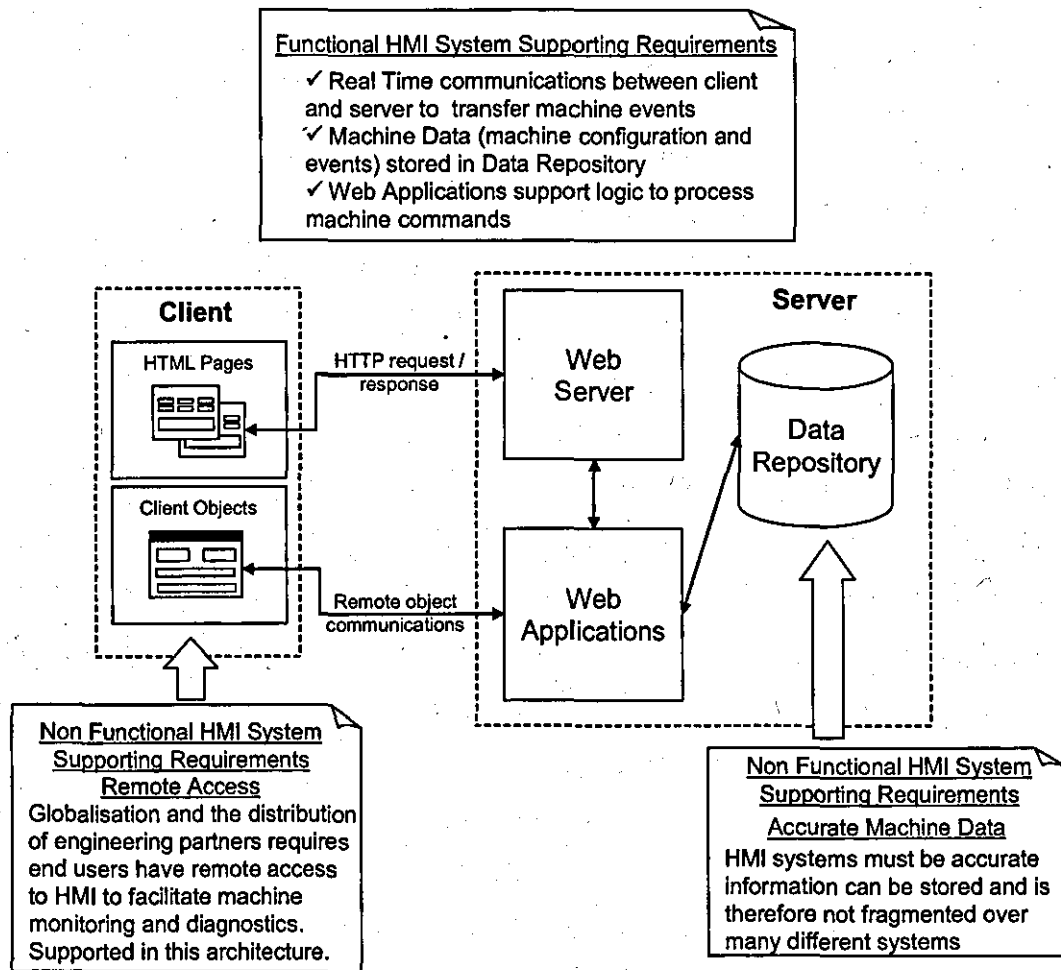 Functional HMI System Supporting Requirements
✓ Real Time communications between client
and server to transfer machine events
✓ Machine Data (machine configuration and
events) stored in Data Repository
✓ Web Applications support logic to process
machine commands
Client
HTML Pages
Client Objects
HTTP request /
response
Remote object
communications
Server
Web
Server
Web
Applications
Data
Repository
Non Functional HMI System
Supporting Requirements
Remote Access
Globalisation and the distribution
of engineering partners requires
end users have remote access
to HMI to facilitate machine
monitoring and diagnostics.
Supported in this architecture.
Non Functional HMI System
Supporting Requirements
Accurate Machine Data
HMI systems must be accurate
information can be stored and is
therefore not fragmented over
many different systems